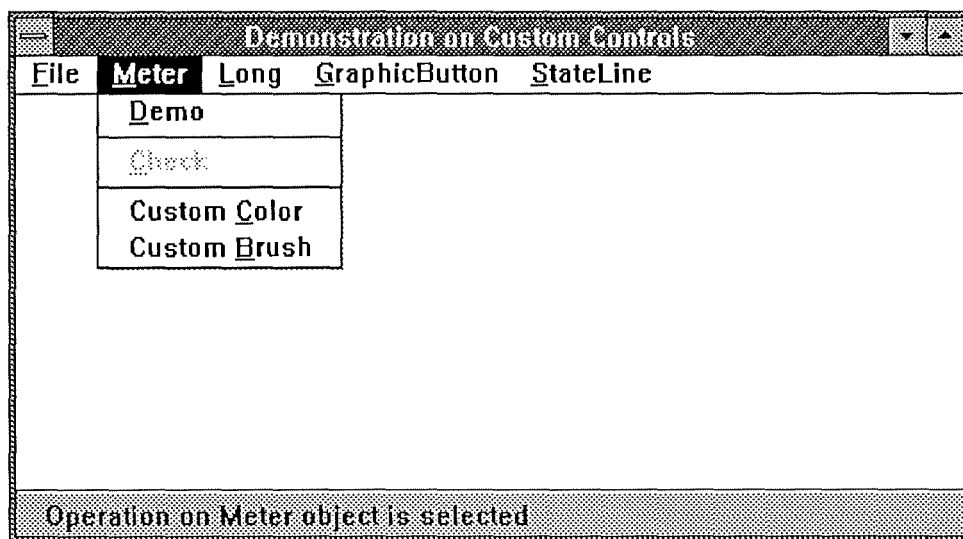 Demonstration on Custom Controls
File Meter Long GraphicButton StateLine
Demo
Check
Custom Color
Custom Brush
Operation on Meter object is selected